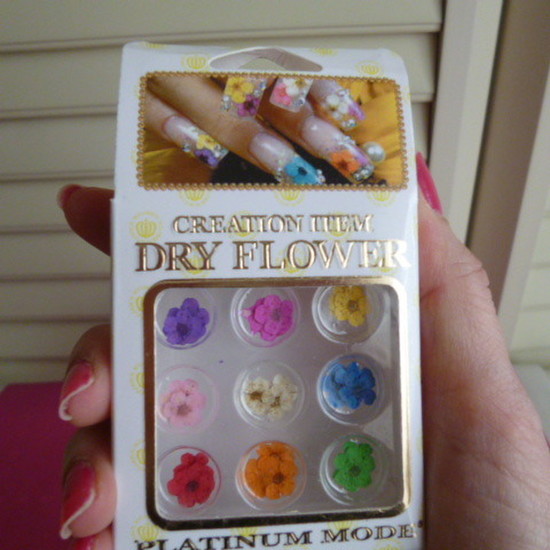 CREATION ITEM
DRY FLOWER
PLATINUM MODE